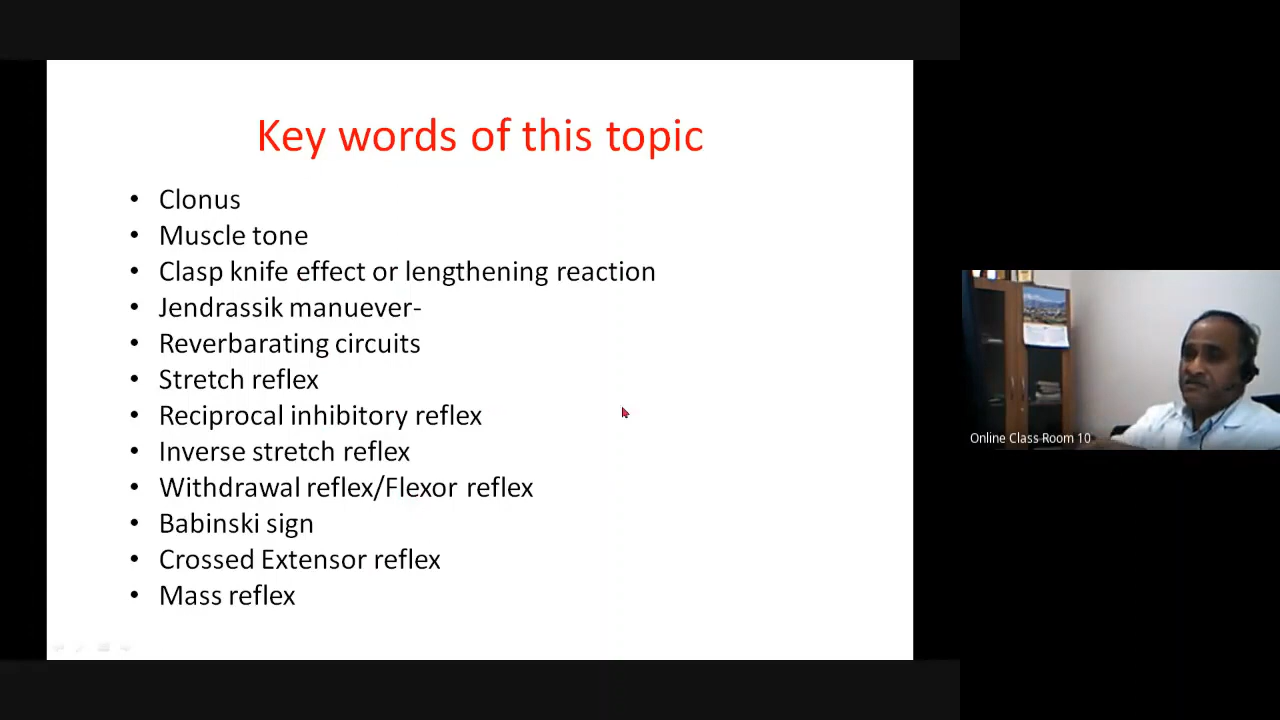 Key words of this topic
• Clonus
• Muscle tone
• Clasp knife effect or lengthening reaction
• Jendrassik manuever-
• Reverbarating circuits
• Stretch reflex
• Reciprocal inhibitory reflex
• Inverse stretch reflex
• Withdrawal reflex/Flexor reflex
• Babinski sign
• Crossed Extensor reflex
• Mass reflex
Online Class Room 10